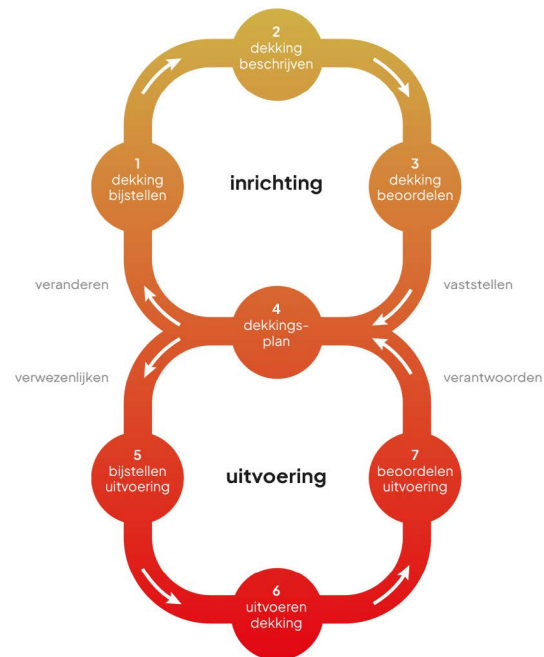 2
dekking
beschrijven
1
dekking
bijstellen
inrichting
3
dekking
beoordelen
veranderen
vaststellen
4
dekkings-
plan
verwezenlijken
verantwoorden
5
bijstellen
uitvoering
uitvoering
7
beoordelen
uitvoering
6
uitvoeren
dekking